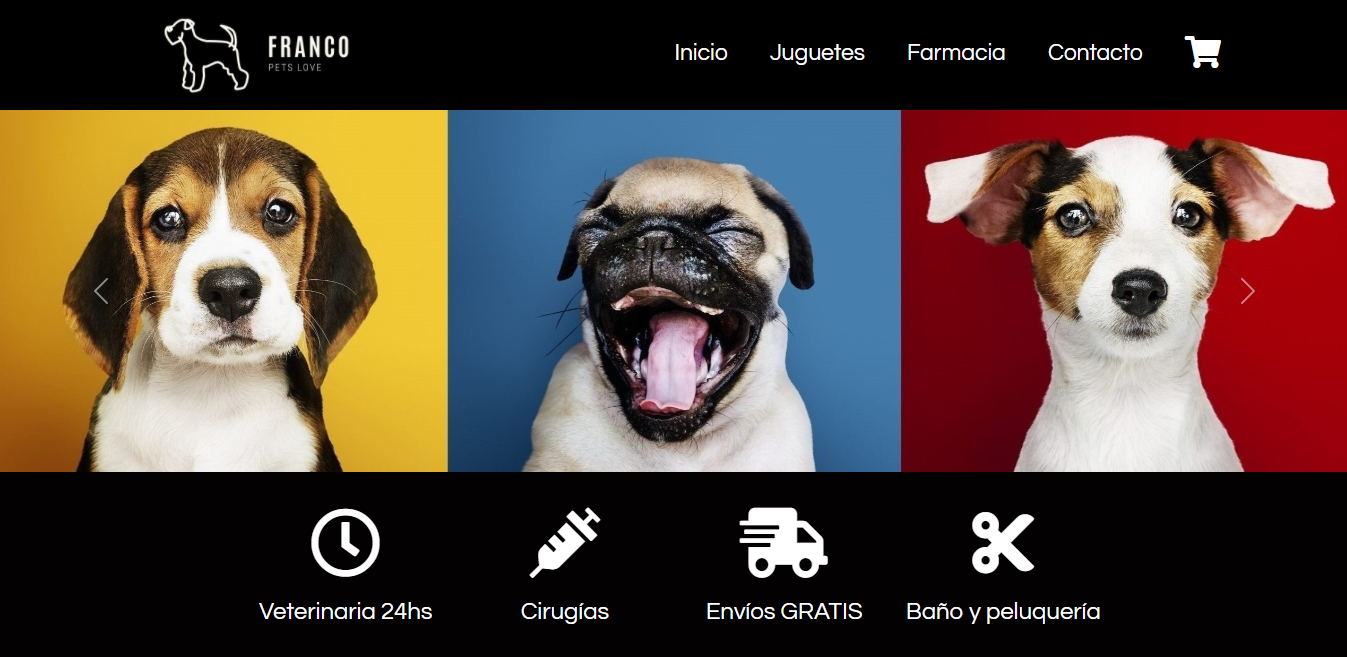 FRANCO
PETS LOVE
Inicio Juguetes Farmacia Contacto
Veterinaria 24hs Cirugías Envíos GRATIS Baño y peluquería